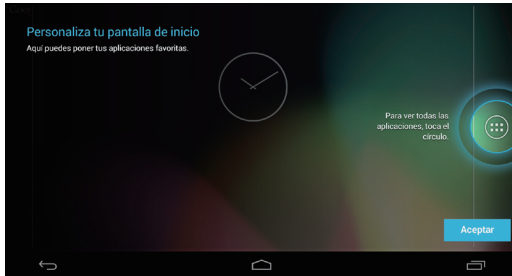 Personaliza tu pantalla de inicio
Aquí puedes poner tus aplicaciones favoritas.
Para ver todas las
aplicaciones, toca el
círculo.
Aceptar